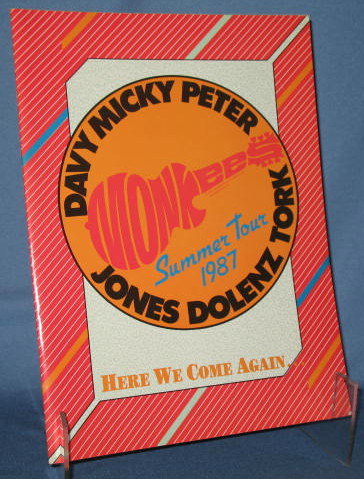 DAVY MICKY PETER
MONKEES
Summer Tour
1987
JONES DOLENZ TORK
HERE WE COME AGAIN...